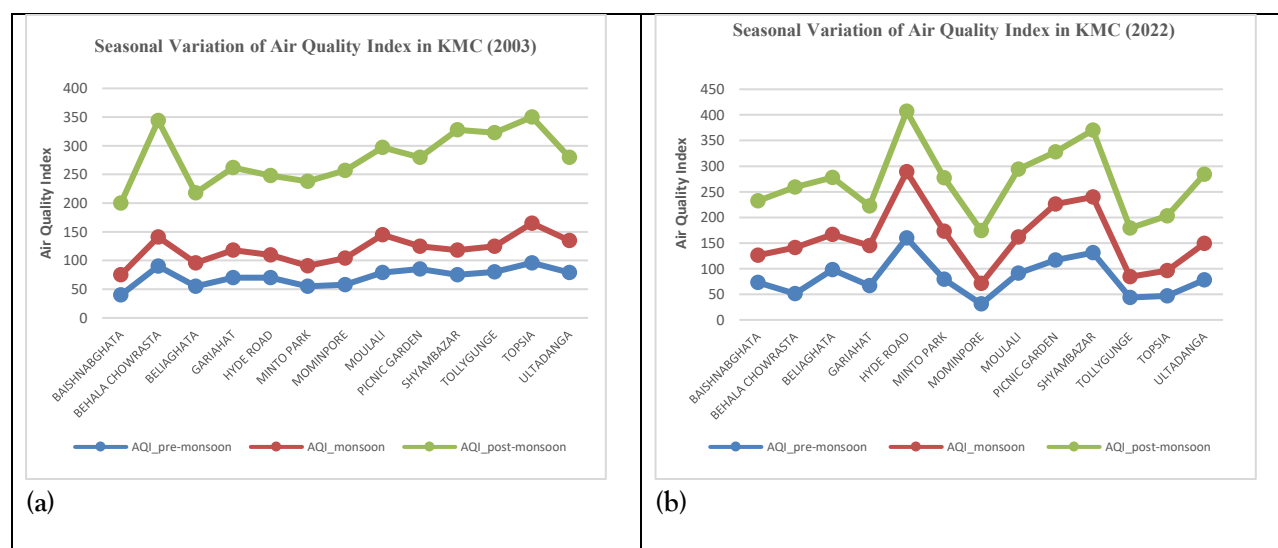 Seasonal Variation of Air Quality Index in KMC (2003)
Air Quality Index
400
350
300
250
200
150
100
50
0
BAISHNABGHATA
BEHALA CHOWRASTA
BELIAGHATA
GARIAHAT
HYDE ROAD
MINTO PARK
MOMINPORE
MOULALI
PICNIC GARDEN
SHYAMBAZAR
TOLLYGUNGE
TOPSIA
ULTADANGA
AQI_pre-monsoon
AQI_monsoon
AQI_post-monsoon
(a)
Seasonal Variation of Air Quality Index in KMC (2022)
Air Quality Index
450
400
350
300
250
200
150
100
50
0
BAISHNABGHATA
BEHALA CHOWRASTA
BELIAGHATA
GARIAHAT
HYDE ROAD
MINTO PARK
MOMINPORE
MOULALI
PICNIC GARDEN
SHYAMBAZAR
TOLLYGUNGE
TOPSIA
ULTADANGA
AQI_pre-monsoon
AQI_monsoon
AQI_post-monsoon
(b)